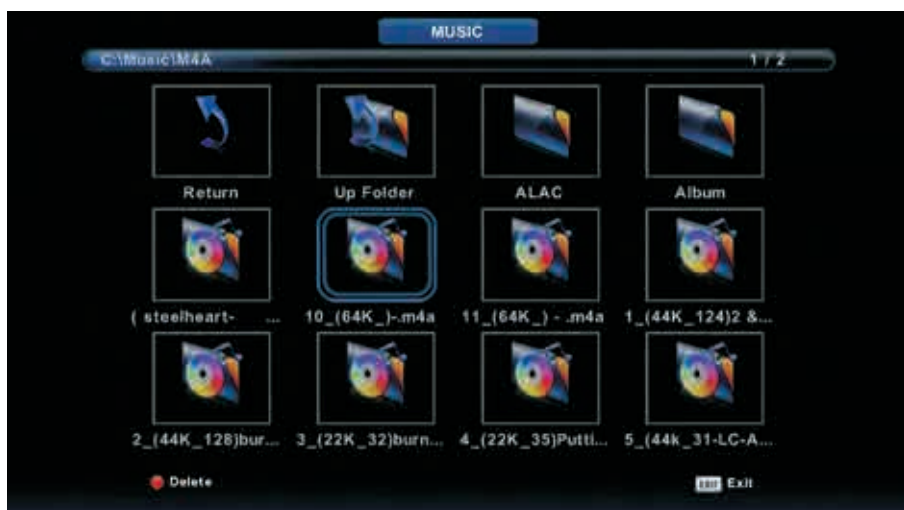 MUSIC
C:\Music\M4A 1 / 2
Return Up Folder ALAC Album
( steelheart- ... 10_(64K_)-.m4a 11_(64K_) - .m4a 1_(44K_124)2 &...
2_(44K_128)bur... 3_(22K_32)burn... 4_(22K_35)Putti... 5_(44k_31-LC-A...
Delete EXIT Exit